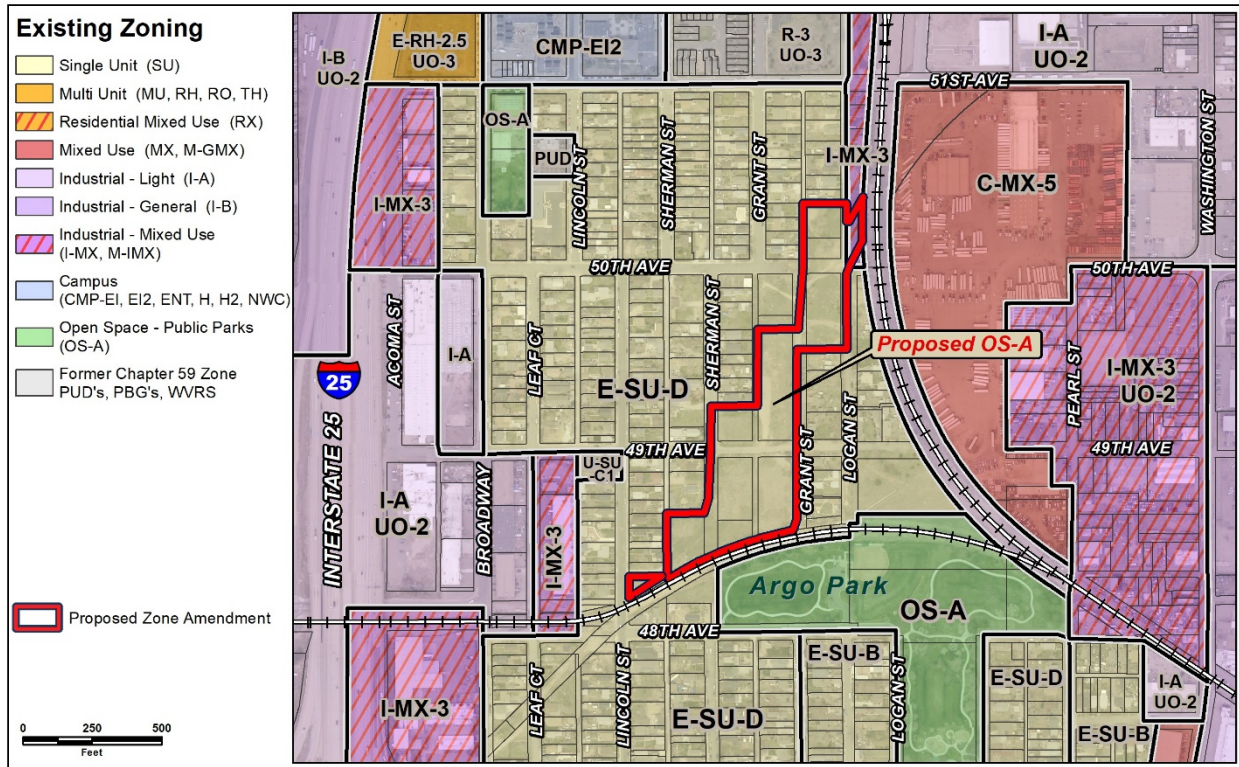 Existing Zoning
Single Unit (SU)
Multi Unit (MU, RH, RO, TH)
Residential Mixed Use (RX)
Mixed Use (MX, M-GMX)
Industrial - Light (I-A)
Industrial - General (I-B)
Industrial - Mixed Use
(I-MX, M-IMX)
Campus
(CMP-EI, EI2, ENT, H, H2, NWC)
Open Space - Public Parks
(OS-A)
Former Chapter 59 Zone
PUD's, PBG's, WVRS
Proposed Zone Amendment
0 250 500
Feet
I-B
UO-2
E-RH-2.5
UO-3
CMP-EI2
R-3
UO-3
I-A
UO-2
51ST AVE
WASHINGTON ST
I-MX-3
OS-A
PUD
LINCOLN ST
SHERMAN ST
GRANT ST
I-MX-3
C-MX-5
50TH AVE
50TH AVE
25
INTERSTATE 25
ACOMA ST
I-A
LEAF CT
E-SU-D
SHERMAN ST
Proposed OS-A
PEARL ST
I-MX-3
UO-2
49TH AVE
49TH AVE
I-A
UO-2
BROADWAY
I-MX-3
U-SU
-C1
GRANT ST
LOGAN ST
Argo Park
OS-A
48TH AVE
I-MX-3
LEAF CT
LINCOLN ST
E-SU-D
E-SU-B
LOGAN ST
E-SU-D
E-SU-B
I-A
UO-2